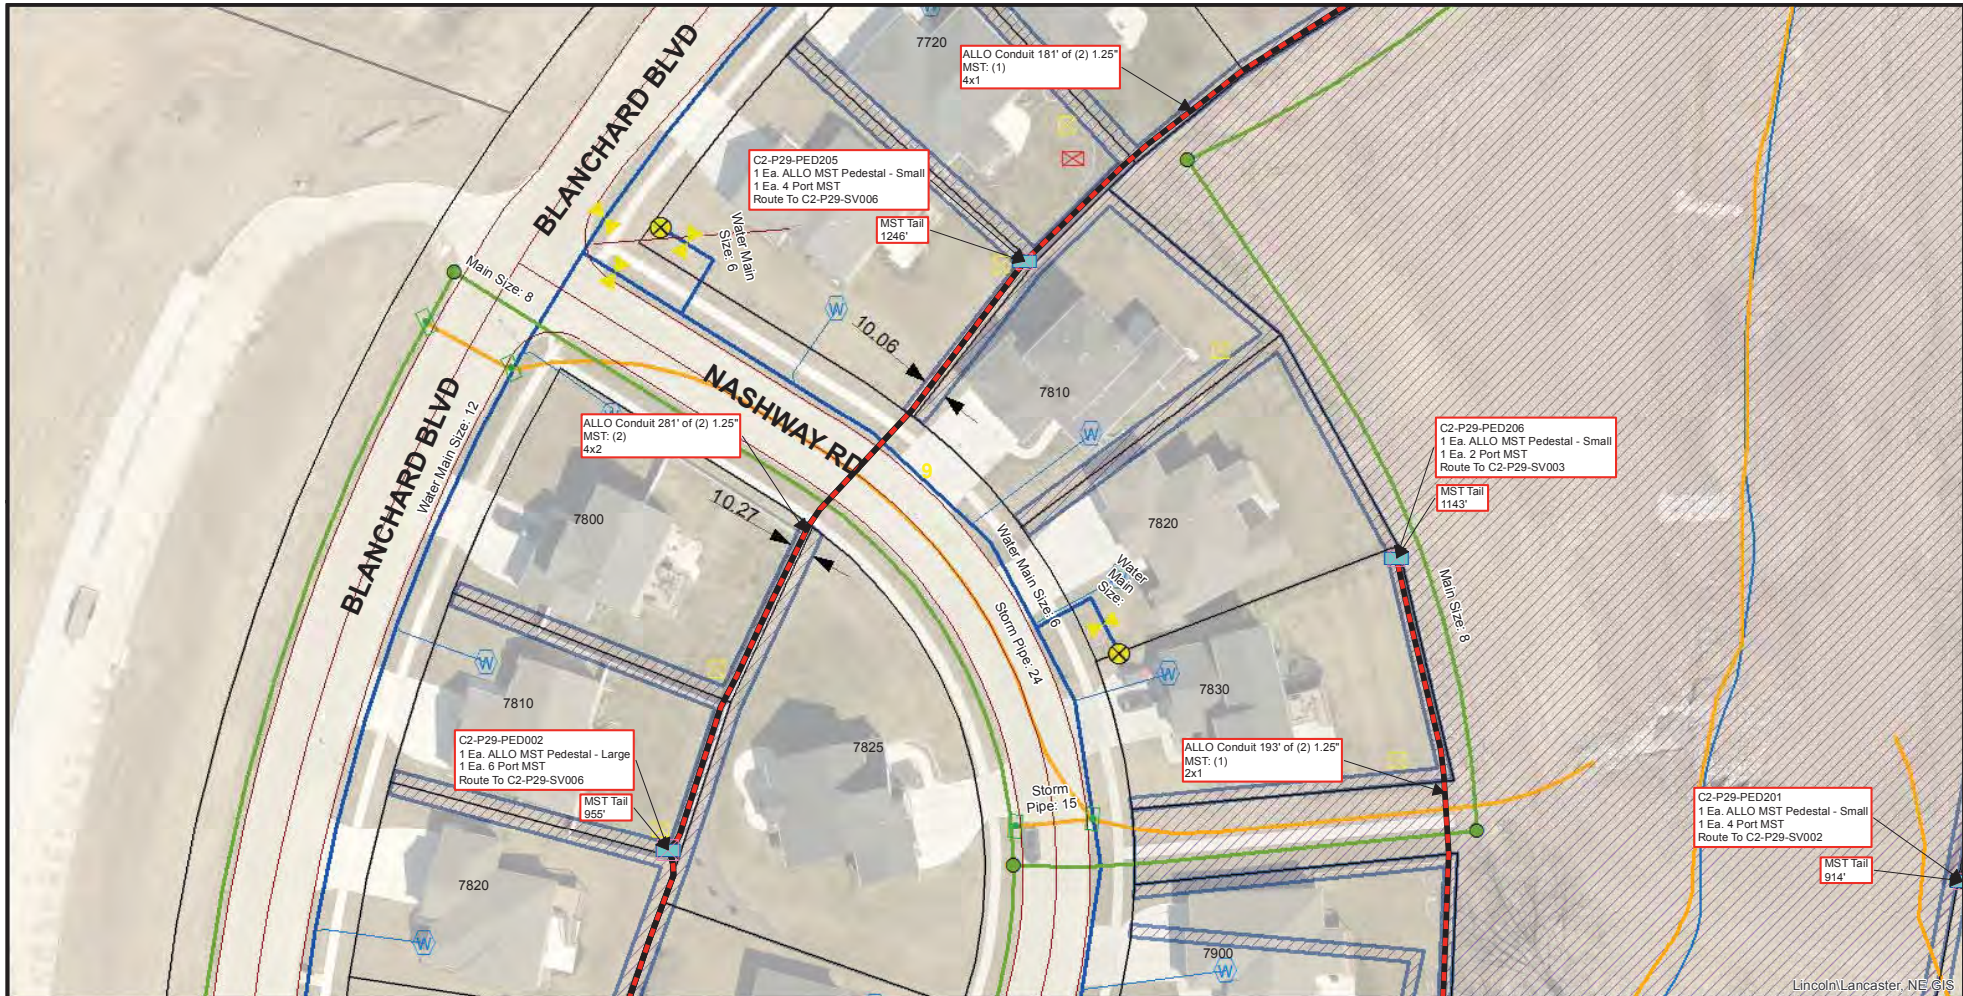 7720
ALLO Conduit 181' of (2) 1.25"
MST: (1)
4x1
BLANCHARD BLVD
C2-P29-PED205
1 Ea. ALLO MST Pedestal - Small
1 Ea. 4 Port MST
Route To C2-P29-SV006
MST Tail
1246'
Water Main
Size: 6
Main Size: 8
W
10.06
NASHWAY RD
7810
W
BLANCHARD BLVD
Water Main Size: 12
ALLO Conduit 281' of (2) 1.25"
MST: (2)
4x2
9
C2-P29-PED206
1 Ea. ALLO MST Pedestal - Small
1 Ea. 2 Port MST
Route To C2-P29-SV003
MST Tail
1143'
10.27
7800
7820
Water Main Size: 6
Water
Main
Size:
Main Size: 8
Storm Pipe: 24
W
W
7810
7830
C2-P29-PED002
1 Ea. ALLO MST Pedestal - Large
1 Ea. 6 Port MST
Route To C2-P29-SV006
MST Tail
955'
7825
ALLO Conduit 193' of (2) 1.25"
MST: (1)
2x1
Storm
Pipe: 15
C2-P29-PED201
1 Ea. ALLO MST Pedestal - Small
1 Ea. 4 Port MST
Route To C2-P29-SV002
MST Tail
914'
7820
W
7900
W
Lincoln\Lancaster, NE GIS